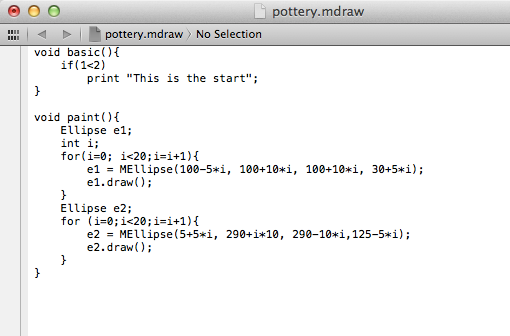 pottery.mdraw
pottery.mdraw › No Selection
void basic(){
    if(1<2)
        print "This is the start";
}

void paint(){
    Ellipse e1;
    int i;
    for(i=0; i<20;i=i+1){
        e1 = MEllipse(100-5*i, 100+10*i, 100+10*i, 30+5*i);
        e1.draw();
    }
    Ellipse e2;
    for (i=0;i<20;i=i+1){
        e2 = MEllipse(5+5*i, 290+i*10, 290-10*i,125-5*i);
        e2.draw();
    }
}